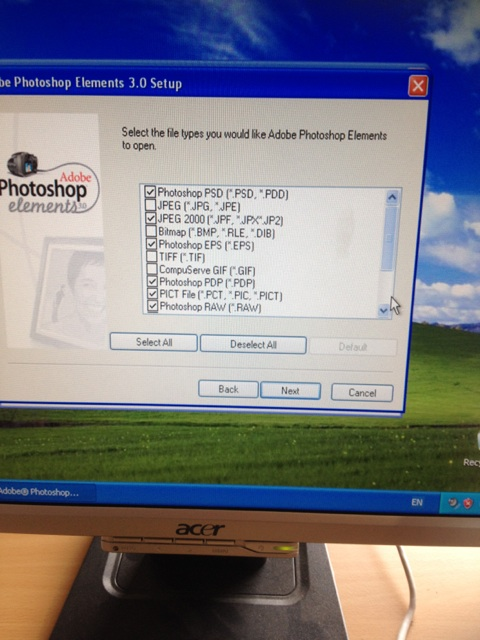 be Photoshop Elements 3.0 Setup
Select the file types you would like Adobe Photoshop Elements
to open.
Adobe
Photoshop
elements 3.0
Photoshop PSD (*.PSD, *.PDD)
JPEG (*.JPG, *.JPE)
JPEG 2000 (*.JPF, *.JPX*.JP2)
Bitmap (*.BMP, *.RLE, *.DIB)
Photoshop EPS (*.EPS)
TIFF (*.TIF)
CompuServe GIF (*.GIF)
Photoshop PDP (*.PDP)
PICT File (*.PCT, *.PIC, *.PICT)
Photoshop RAW (*.RAW)
Select All
Deselect All
Default
Back
Next
Cancel
Recy
Adobe® Photoshop...
EN
acer